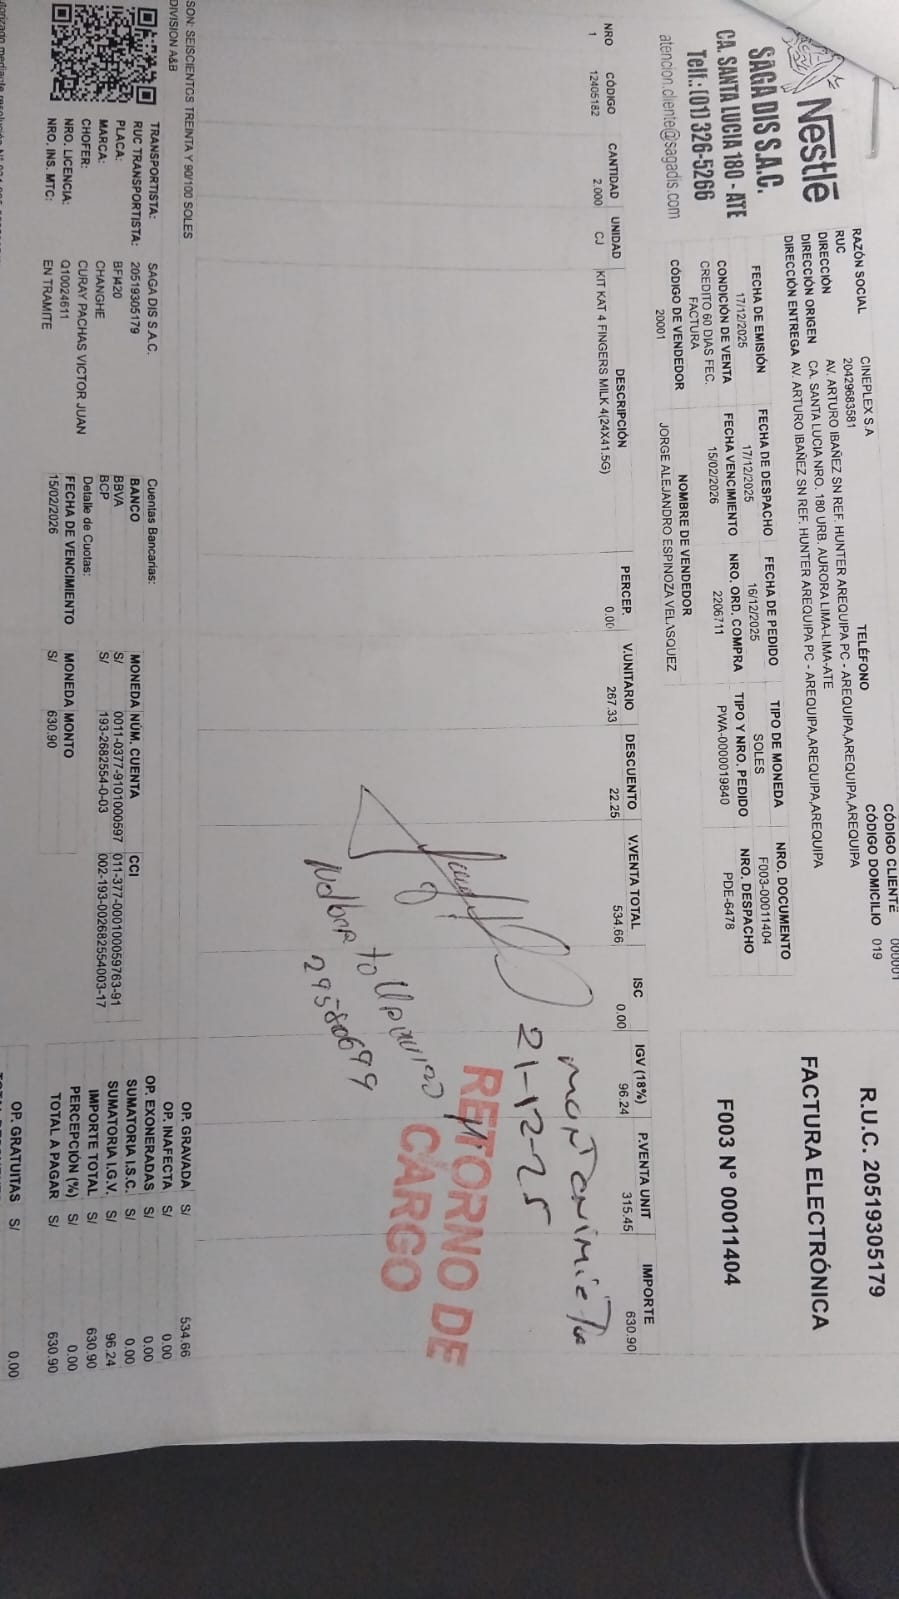 Nestlé
SAGA DIS S.A.C.
CA. SANTA LUCIA 180 - ATE
Telf.: (01) 326-5266
atencion.cliente@sagadis.com
CÓDIGO CLIENTE 000001
CÓDIGO DOMICILIO 019
RAZÓN SOCIAL CINEPLEX S A TELÉFONO
RUC 20429683581
DIRECCIÓN AV. ARTURO IBAÑEZ SN REF. HUNTER AREQUIPA PC - AREQUIPA,AREQUIPA,AREQUIPA
DIRECCIÓN ORIGEN CA. SANTA LUCIA NRO. 180 URB. AURORA LIMA-LIMA-ATE
DIRECCIÓN ENTREGA AV. ARTURO IBAÑEZ SN REF. HUNTER AREQUIPA PC - AREQUIPA,AREQUIPA,AREQUIPA
R.U.C. 20519305179
FACTURA ELECTRÓNICA
F003 N° 00011404
FECHA DE EMISIÓN FECHA DE DESPACHO FECHA DE PEDIDO TIPO DE MONEDA NRO. DOCUMENTO
17/12/2025 17/12/2025 16/12/2025 SOLES F003-00011404
CONDICIÓN DE VENTA FECHA VENCIMIENTO NRO. ORD. COMPRA TIPO Y NRO. PEDIDO NRO. DESPACHO
CREDITO 60 DIAS FEC. FACTURA 15/02/2026 2206711 PWA-0000019840 PDE-6478
CÓDIGO DE VENDEDOR NOMBRE DE VENDEDOR
20001 JORGE ALEJANDRO ESPINOZA VELASQUEZ
NRO CÓDIGO CANTIDAD UNIDAD DESCRIPCIÓN PERCEP. V.UNITARIO DESCUENTO V.VENTA TOTAL ISC IGV (18%) P.VENTA UNIT IMPORTE
1 12405182 2.000 CJ KIT KAT 4 FINGERS MILK 4(24X41.5G) 0.00 267.33 22.25 534.66 0.00 96.24 315.45 630.90
21-12-25
RETORNO DE
CARGO
29580699
SON: SEISCIENTOS TREINTA Y 90/100 SOLES
DIVISION A&B
TRANSPORTISTA: SAGA DIS S.A.C.
RUC TRANSPORTISTA: 20519305179
PLACA: BFJ420
MARCA: CHANGHE
CHOFER: CURAY PACHAS VICTOR JUAN
NRO. LICENCIA: Q10024611
NRO. INS. MTC: EN TRAMITE
Cuentas Bancarias:
BANCO MONEDA NÚM. CUENTA CCI
BBVA S/ 0011-0377-9101000597 011-377-000100059763-91
BCP S/ 193-2682554-0-03 002-193-002682554003-17
Detalle de Cuotas:
FECHA DE VENCIMIENTO MONEDA MONTO
15/02/2026 S/ 630.90
OP. GRAVADA S/ 534.66
OP. INAFECTA S/ 0.00
OP. EXONERADAS S/ 0.00
SUMATORIA I.S.C. S/ 0.00
SUMATORIA I.G.V. S/ 96.24
IMPORTE TOTAL S/ 630.90
PERCEPCIÓN (%) S/ 0.00
TOTAL A PAGAR S/ 630.90
OP. GRATUITAS S/ 0.00